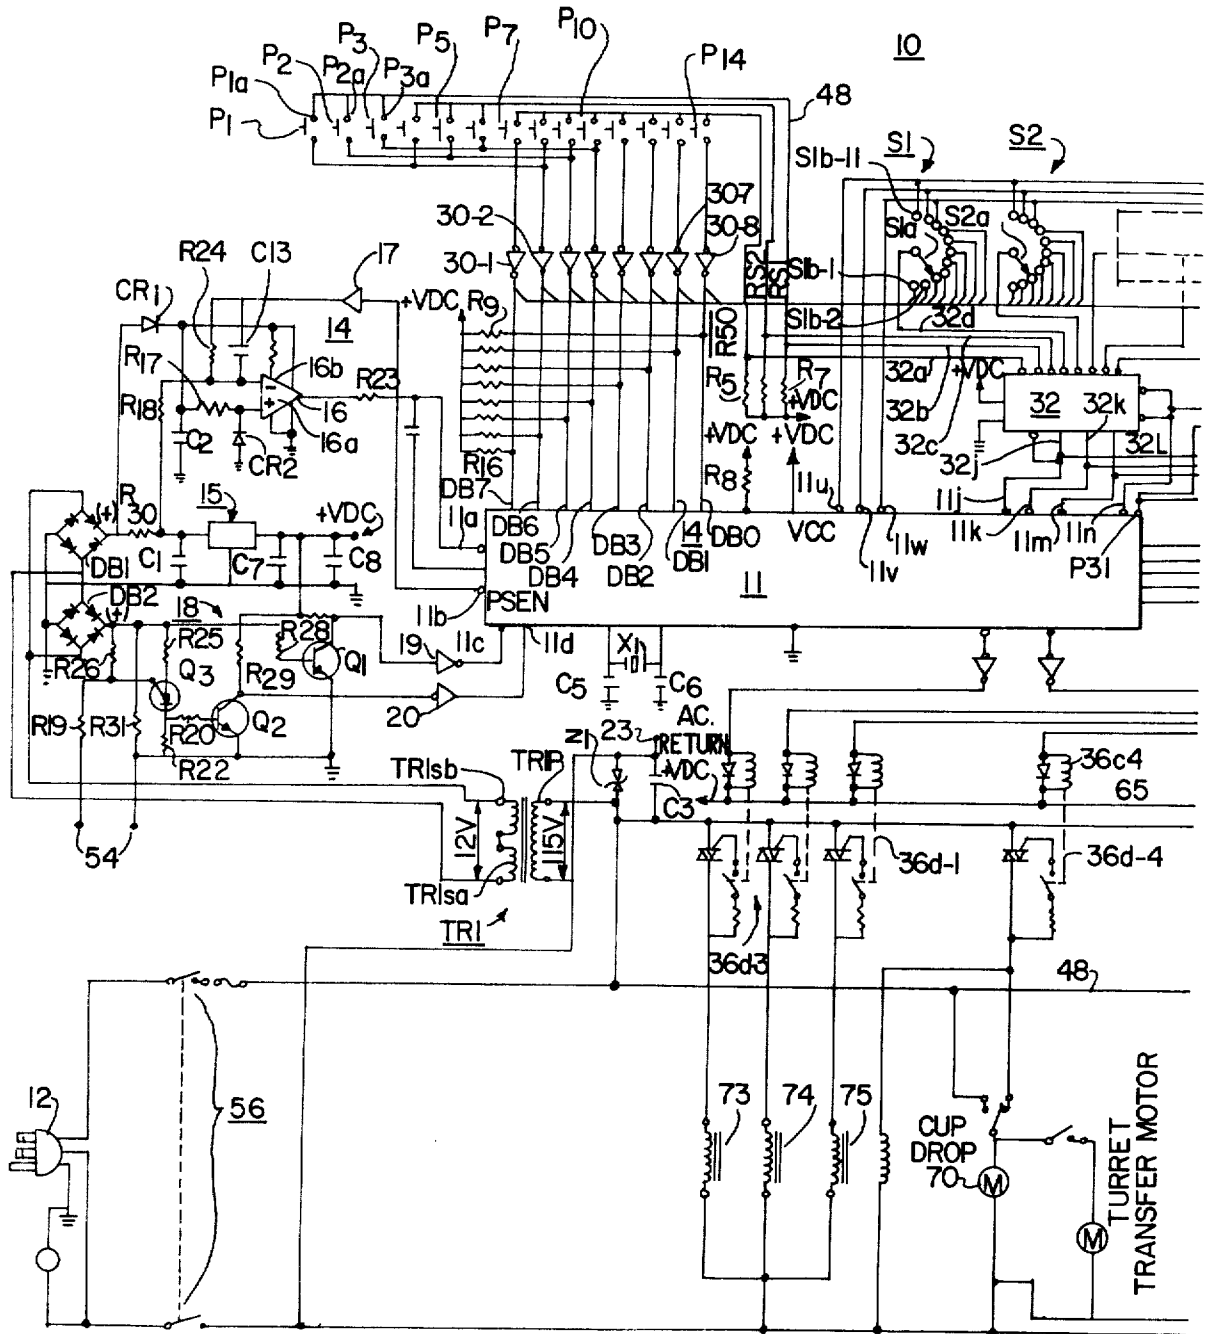 P1a
P2
P2a
P3
P3a
P5
P7
P10
P14
P1
10
48
S1
S2
S1b-11
S1a
S2a
S1b-1
S1b-2
30-2
30-1
307
30-8
RS2
RS1
R50
R24
C13
17
CR1
14
+VDC
R9
R17
16b
16
16a
R23
R18
C2
CR2
R16
R5
R7
+VDC
+VDC
+VDC
R8
32d
32a
+VDC
32
32k
32b
32c
32j
32L
11u
11j
11k
11m
11n
11v
11w
P31
DB7
11a
DB6
DB5
DB4
DB3
DB2
14
DB1
DB0
VCC
11
PSEN
11b
R
30
(+)
15
+VDC
C1
C7
C8
DB1
DB2
(+)
18
R25
R28
R26
Q3
R29
Q1
19
11c
11d
X1
C5
C6
R19
R31
R20
Q2
R22
20
Z1
23
AC.
RETURN
+VDC
C3
36c4
65
TR1sb
TR1P
12V
115V
54
TR1sa
TR1
36d-1
36d-4
36d3
48
12
56
73
74
75
CUP
DROP
70
M
M
TURRET
TRANSFER MOTOR